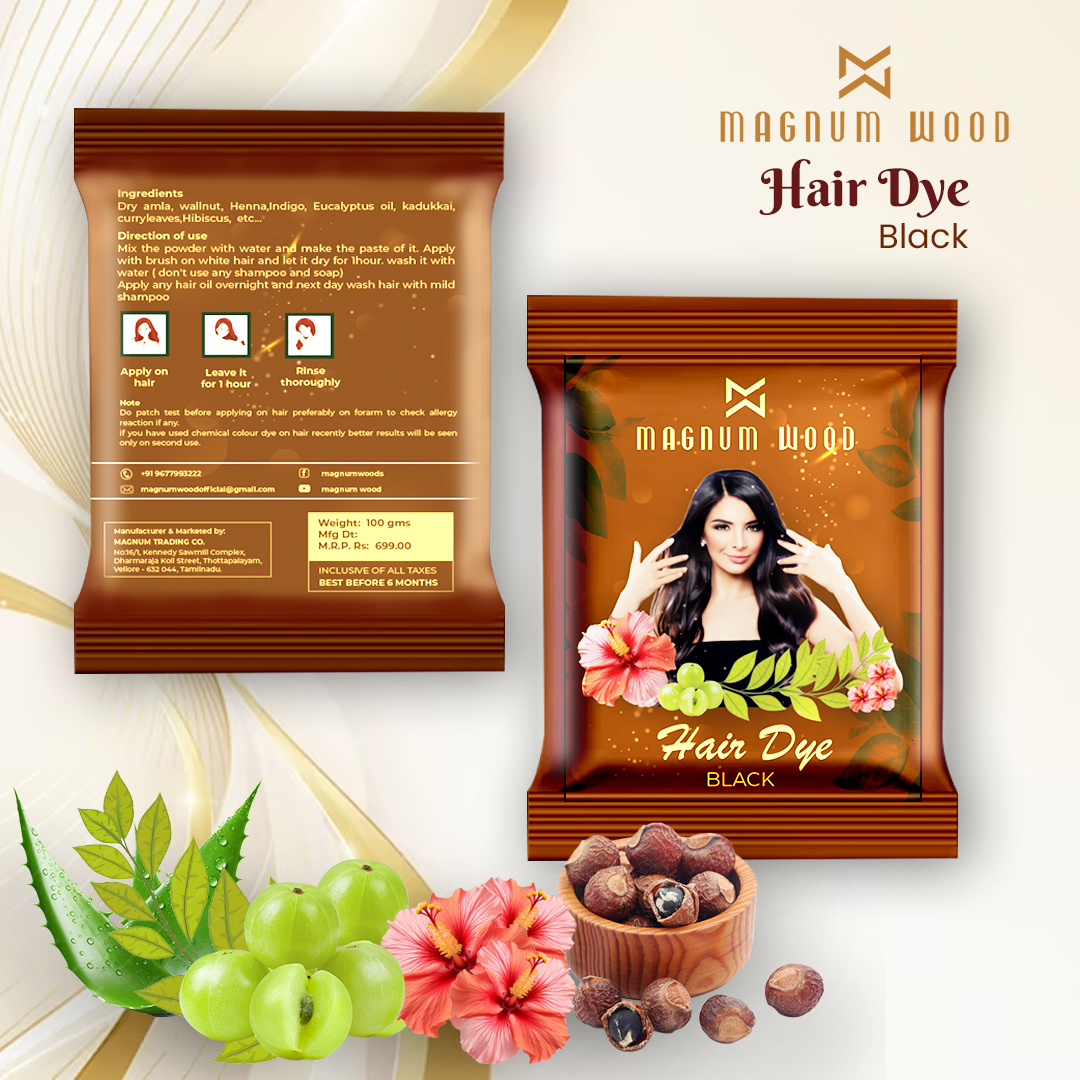 MAGNUM WOOD
Hair Dye
Black
Ingredients
Dry amla, wallnut, Henna,Indigo, Eucalyptus oil, kadukkai,
curryleaves,Hibiscus, etc...
Direction of use
Mix the powder with water and make the paste of it. Apply
with brush on white hair and let it dry for 1hour. wash it with
water ( don't use any shampoo and soap)
Apply any hair oil overnight and next day wash hair with mild
shampoo
Apply on
hair
Leave it
for 1 hour
Rinse
thoroughly
Note
Do patch test before applying on hair preferably on forarm to check allergy
reaction if any.
if you have used chemical colour dye on hair recently better results will be seen
only on second use.
+91 9677993222
magnumwoods
magnumwoodofficial@gmail.com
magnum wood
Manufacturer & Marketed by:
MAGNUM TRADING CO.
No:16/1, Kennedy Sawmill Complex,
Dharmaraja Koil Street, Thottapalayam,
Vellore - 632 044, Tamilnadu.
Weight: 100 gms
Mfg Dt:
M.R.P. Rs: 699.00
INCLUSIVE OF ALL TAXES
BEST BEFORE 6 MONTHS
MAGNUM WOOD
Hair Dye
BLACK